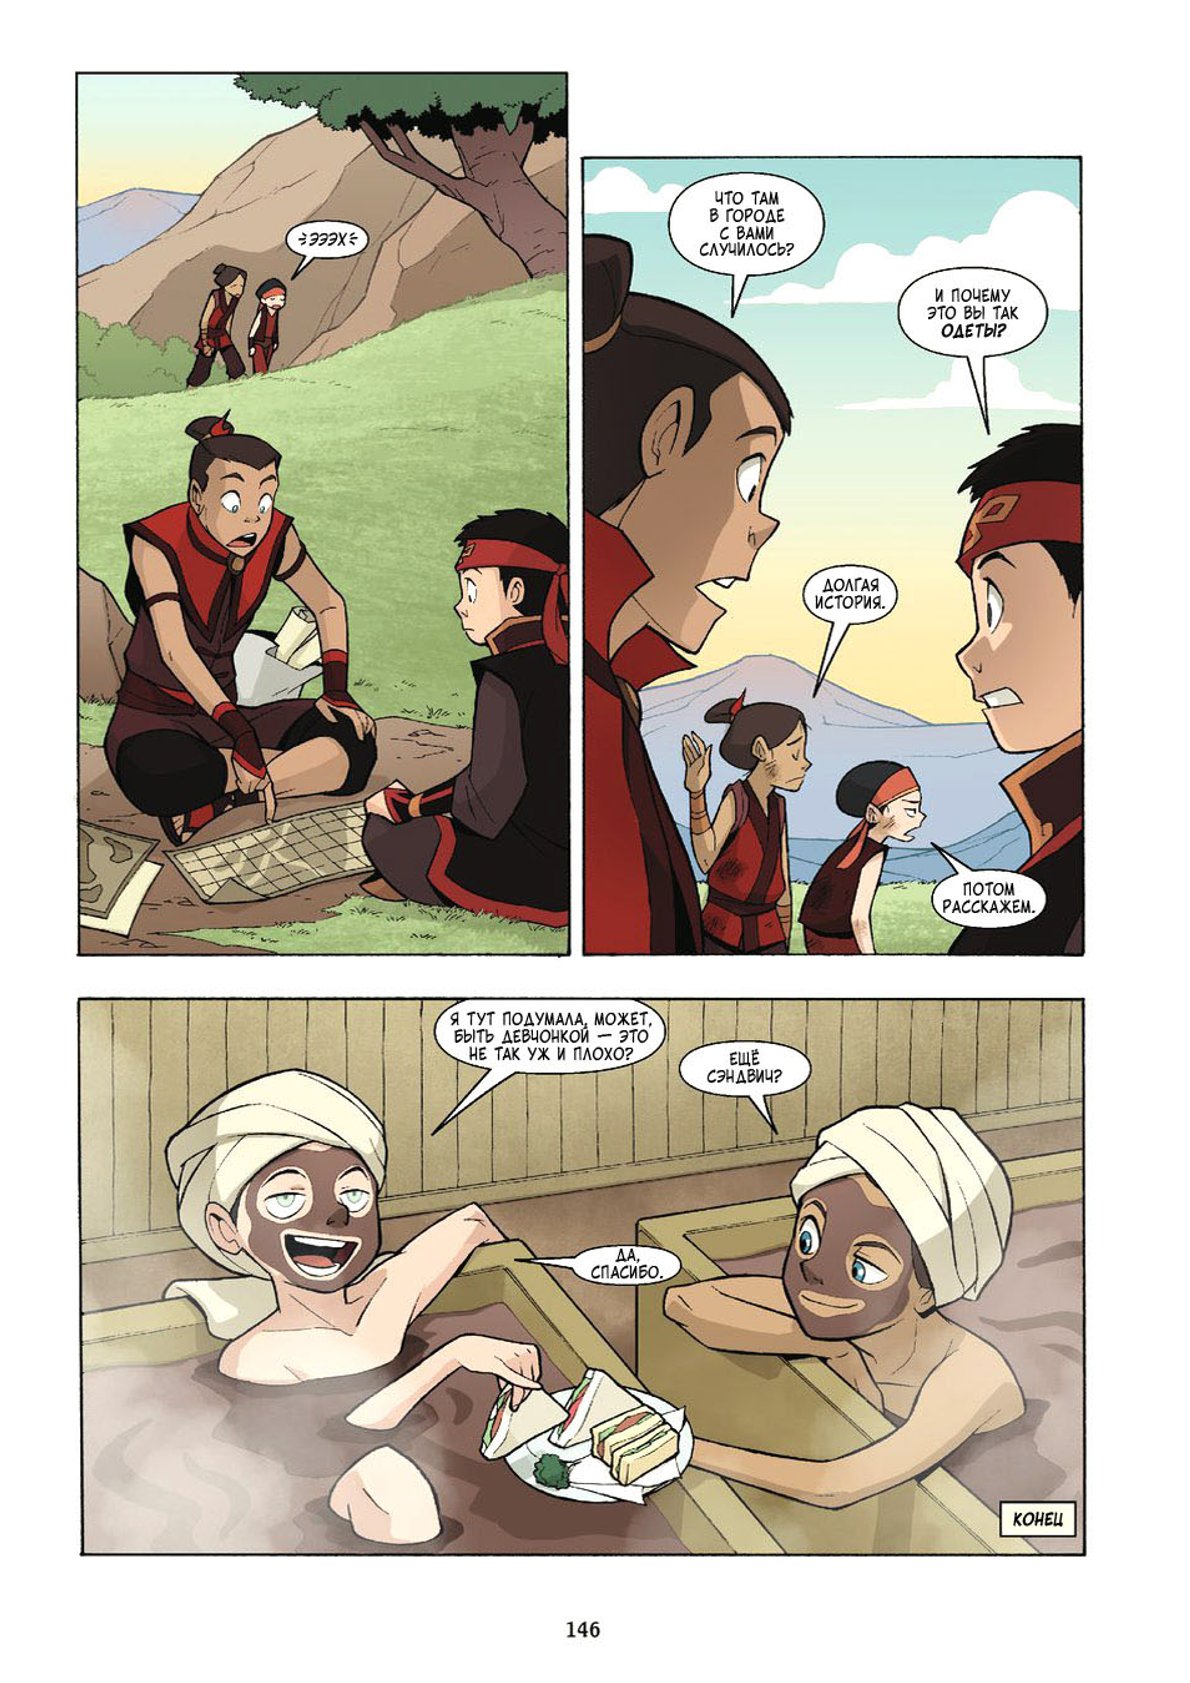 ЭЭЭХ
ЧТО ТАМ
В ГОРОДЕ
С ВАМИ
СЛУЧИЛОСЬ?
И ПОЧЕМУ
ЭТО ВЫ ТАК
ОДЕТЫ?
ДОЛГАЯ
ИСТОРИЯ.
ПОТОМ
РАССКАЖЕМ.
Я ТУТ ПОДУМАЛА, МОЖЕТ,
БЫТЬ ДЕВЧОНКОЙ — ЭТО
НЕ ТАК УЖ И ПЛОХО?
ЕЩЁ
СЭНДВИЧ?
ДА,
СПАСИБО.
КОНЕЦ
146